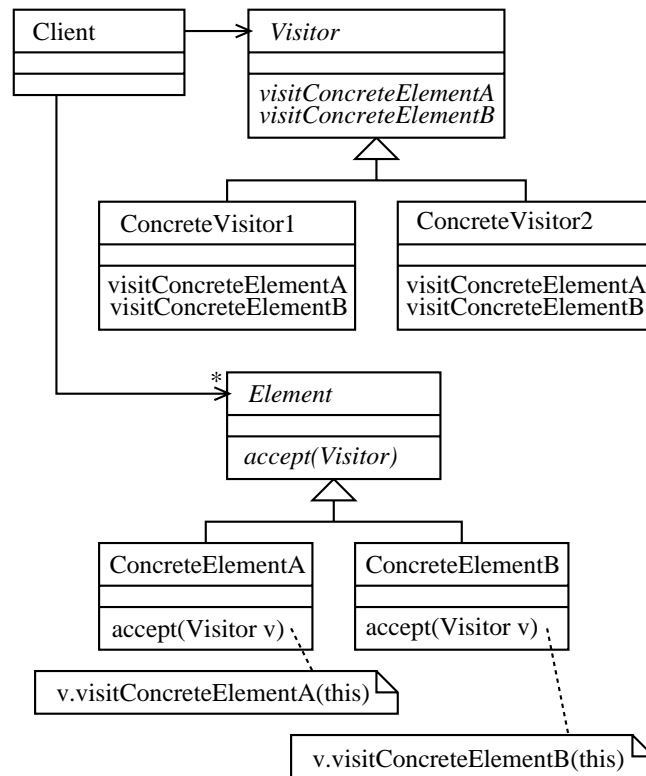 Client
Visitor
visitConcreteElementA
visitConcreteElementB
ConcreteVisitor1
visitConcreteElementA
visitConcreteElementB
ConcreteVisitor2
visitConcreteElementA
visitConcreteElementB
*
Element
accept(Visitor)
ConcreteElementA
accept(Visitor v)
ConcreteElementB
accept(Visitor v)
v.visitConcreteElementA(this)
v.visitConcreteElementB(this)